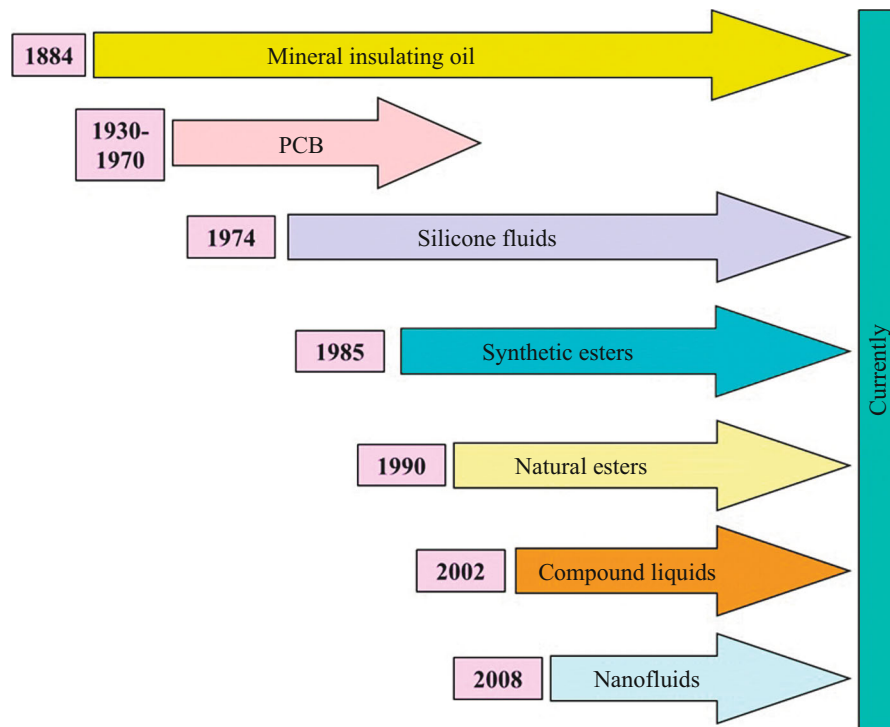 1884
Mineral insulating oil
1930-
1970
PCB
1974
Silicone fluids
1985
Synthetic esters
1990
Natural esters
2002
Compound liquids
2008
Nanofluids
Currently